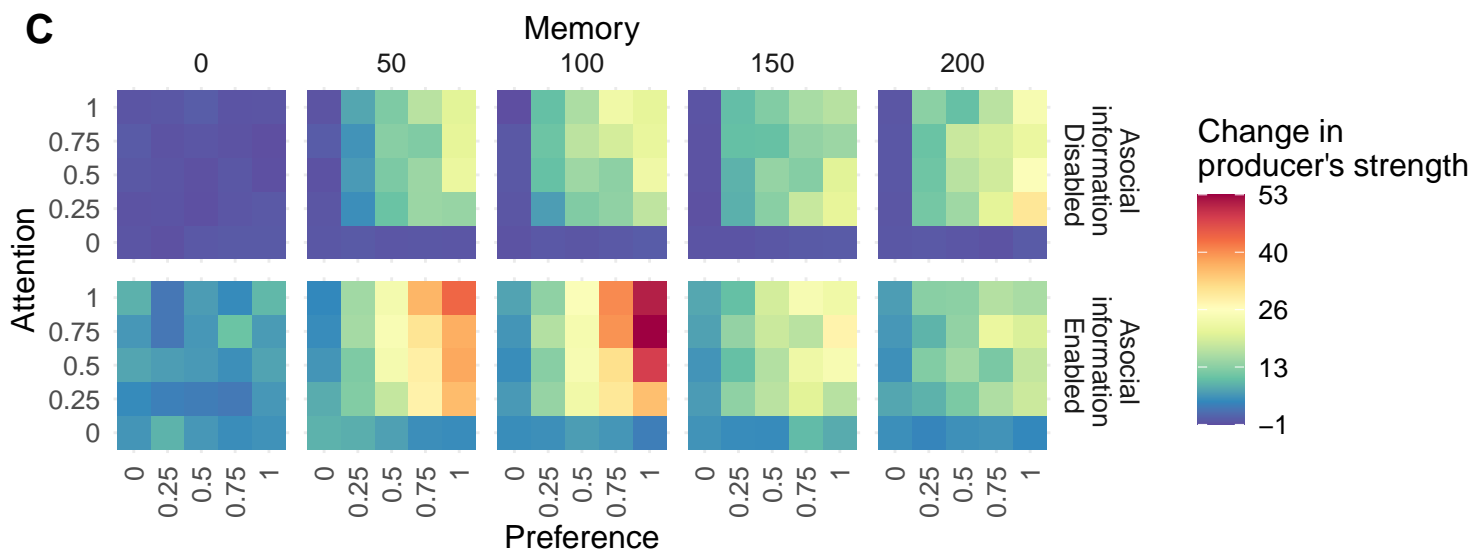 C
Memory
0 50 100 150 200
1
0.75
0.5
0.25
0
Asocial
information
Disabled
Attention
1
0.75
0.5
0.25
0
Asocial
information
Enabled
0 0.25 0.5 0.75 1 0 0.25 0.5 0.75 1 0 0.25 0.5 0.75 1 0 0.25 0.5 0.75 1 0 0.25 0.5 0.75 1
Preference
Change in
producer's strength
53
40
26
13
−1